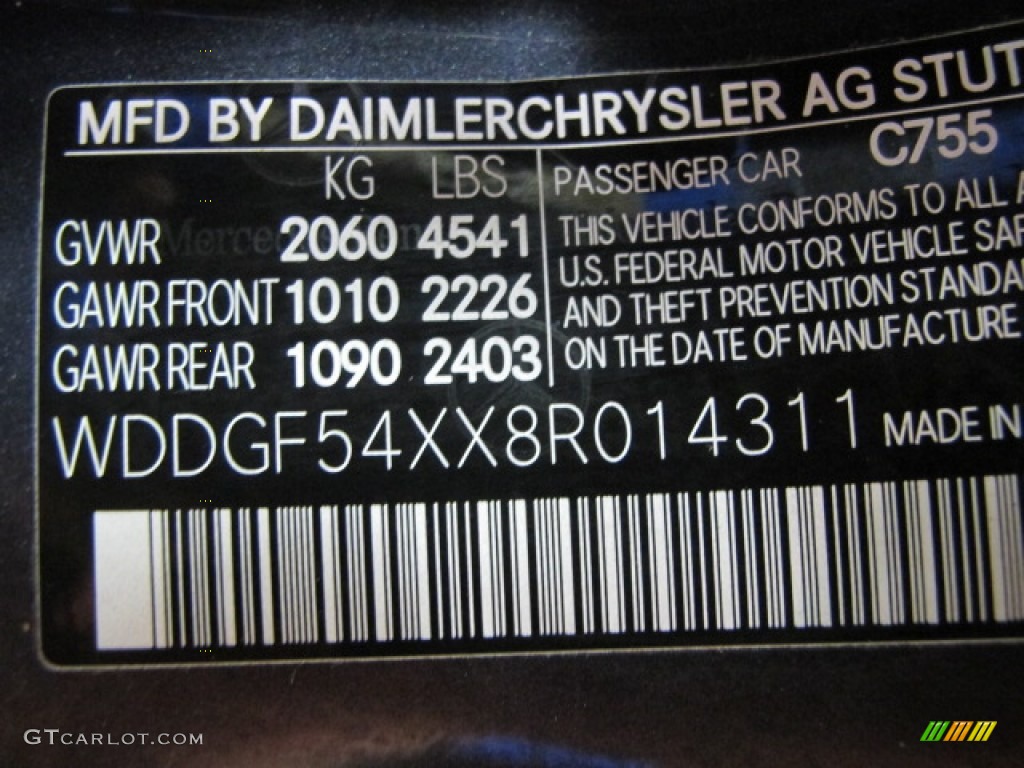 MFD BY DAIMLERCHRYSLER AG STUT
C755
KG LBS
GVWR 2060 4541
GAWR FRONT 1010 2226
GAWR REAR 1090 2403
PASSENGER CAR
THIS VEHICLE CONFORMS TO ALL A
U.S. FEDERAL MOTOR VEHICLE SAF
AND THEFT PREVENTION STANDA
ON THE DATE OF MANUFACTURE
WDDGF54XX8R014311 MADE IN
GTCARLOT.COM